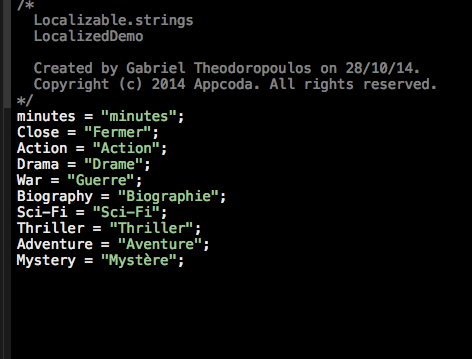 /*
Localizable.strings
LocalizedDemo
Created by Gabriel Theodoropoulos on 28/10/14.
Copyright (c) 2014 Appcoda. All rights reserved.
*/
minutes = "minutes";
Close = "Fermer";
Action = "Action";
Drama = "Drame";
War = "Guerre";
Biography = "Biographie";
Sci-Fi = "Sci-Fi";
Thriller = "Thriller";
Adventure = "Aventure";
Mystery = "Mystère";